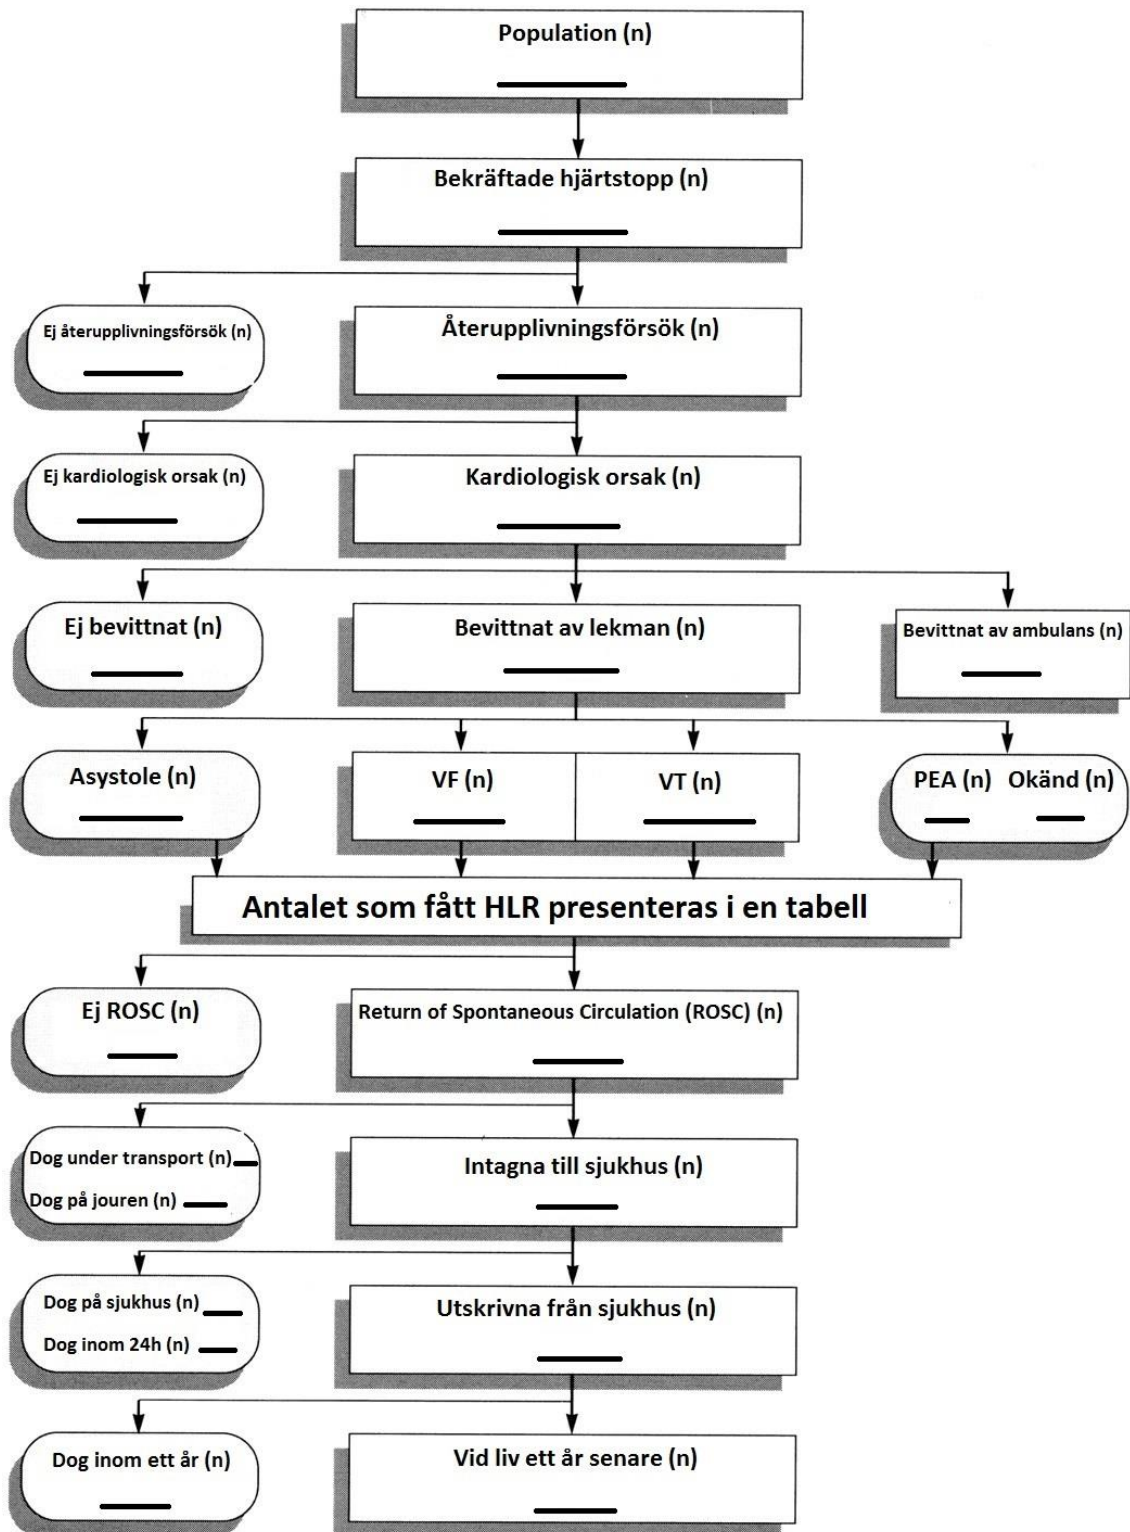 Population (n)
Bekräftade hjärtstopp (n)
Ej återupplivningsförsök (n)
Återupplivningsförsök (n)
Ej kardiologisk orsak (n)
Kardiologisk orsak (n)
Ej bevittnat (n)
Bevittnat av lekman (n)
Bevittnat av ambulans (n)
Asystole (n)
VF (n)
VT (n)
PEA (n) Okänd (n)
Antalet som fått HLR presenteras i en tabell
Ej ROSC (n)
Return of Spontaneous Circulation (ROSC) (n)
Dog under transport (n)
Dog på jouren (n)
Intagna till sjukhus (n)
Dog på sjukhus (n)
Dog inom 24h (n)
Utskrivna från sjukhus (n)
Dog inom ett år (n)
Vid liv ett år senare (n)